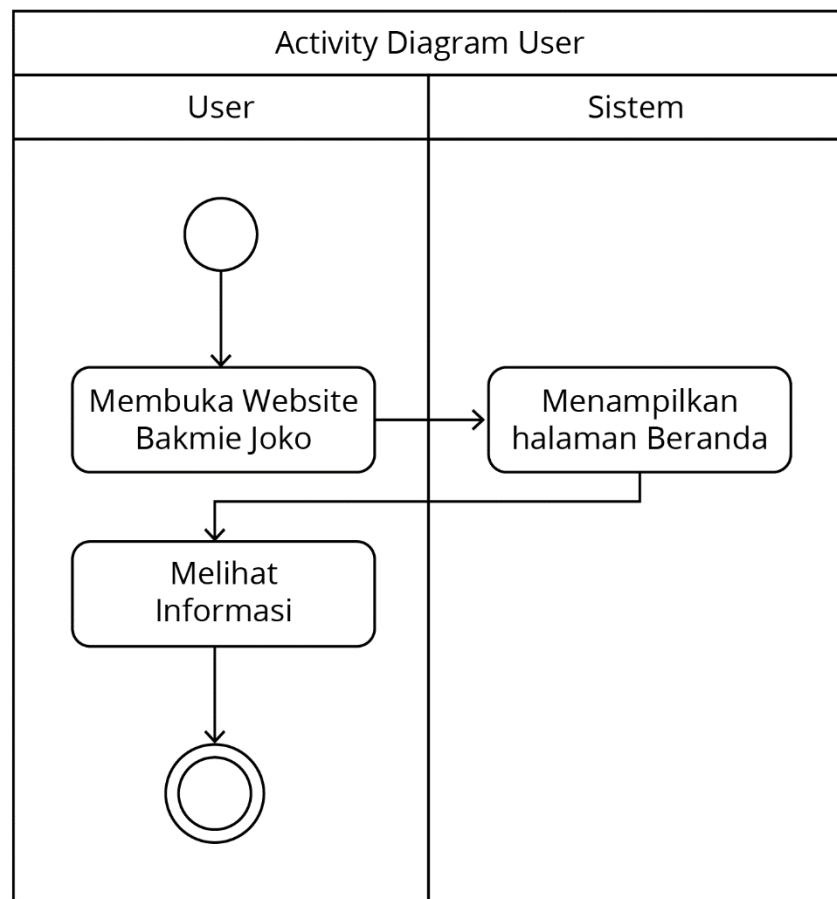 Activity Diagram User
User
Sistem
Membuka Website
Bakmie Joko
Menampilkan
halaman Beranda
Melihat
Informasi